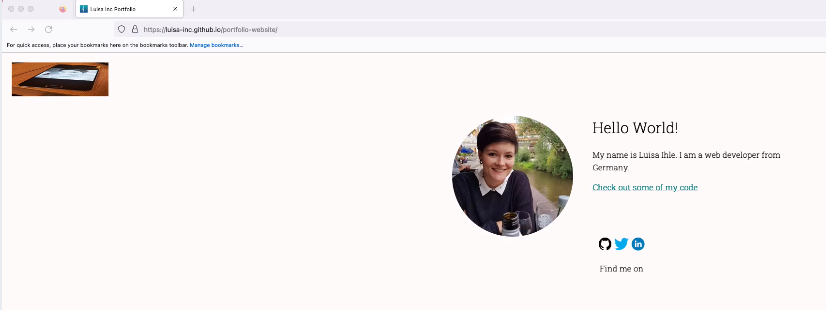 Luisa Inc Portfolio
https://luisa-inc.github.io/portfolio-website/
For quick access, place your bookmarks here on the bookmarks toolbar. Manage bookmarks...
Hello World!
My name is Luisa Ihle. I am a web developer from
Germany
Check out some of my code
in
Find me on